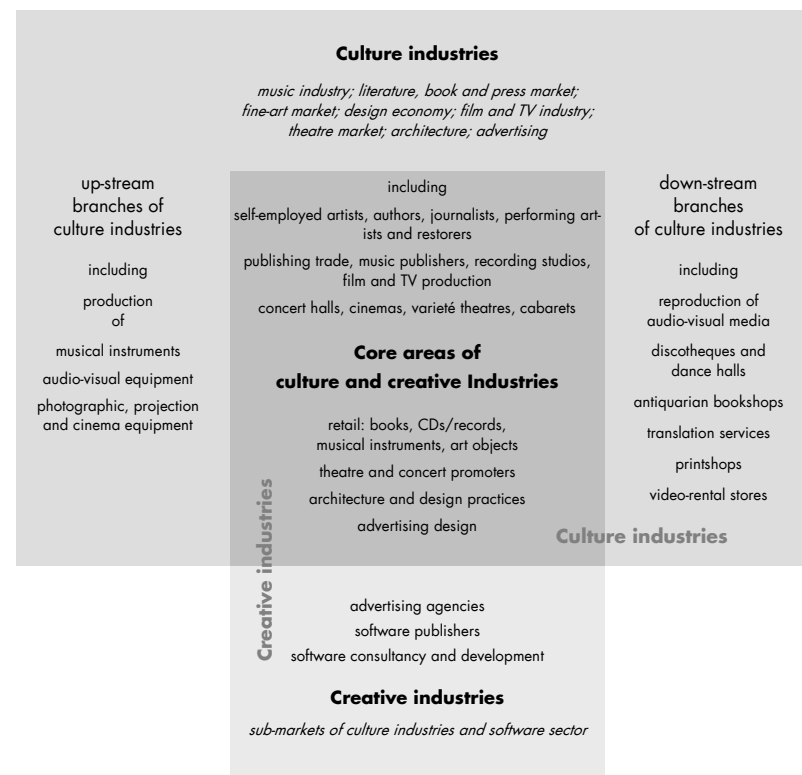 Culture industries
music industry; literature, book and press market;
fine-art market; design economy; film and TV industry;
theatre market; architecture; advertising
up-stream
branches of
culture industries
including
production
of
musical instruments
audio-visual equipment
photographic, projection
and cinema equipment
including
self-employed artists, authors, journalists, performing art-
ists and restorers
publishing trade, music publishers, recording studios,
film and TV production
concert halls, cinemas, varieté theatres, cabarets
Core areas of
culture and creative Industries
retail: books, CDs/records,
musical instruments, art objects
theatre and concert promoters
architecture and design practices
advertising design
down-stream
branches
of culture industries
including
reproduction of
audio-visual media
discotheques and
dance halls
antiquarian bookshops
translation services
printshops
video-rental stores
Culture industries
Creative industries
advertising agencies
software publishers
software consultancy and development
Creative industries
sub-markets of culture industries and software sector